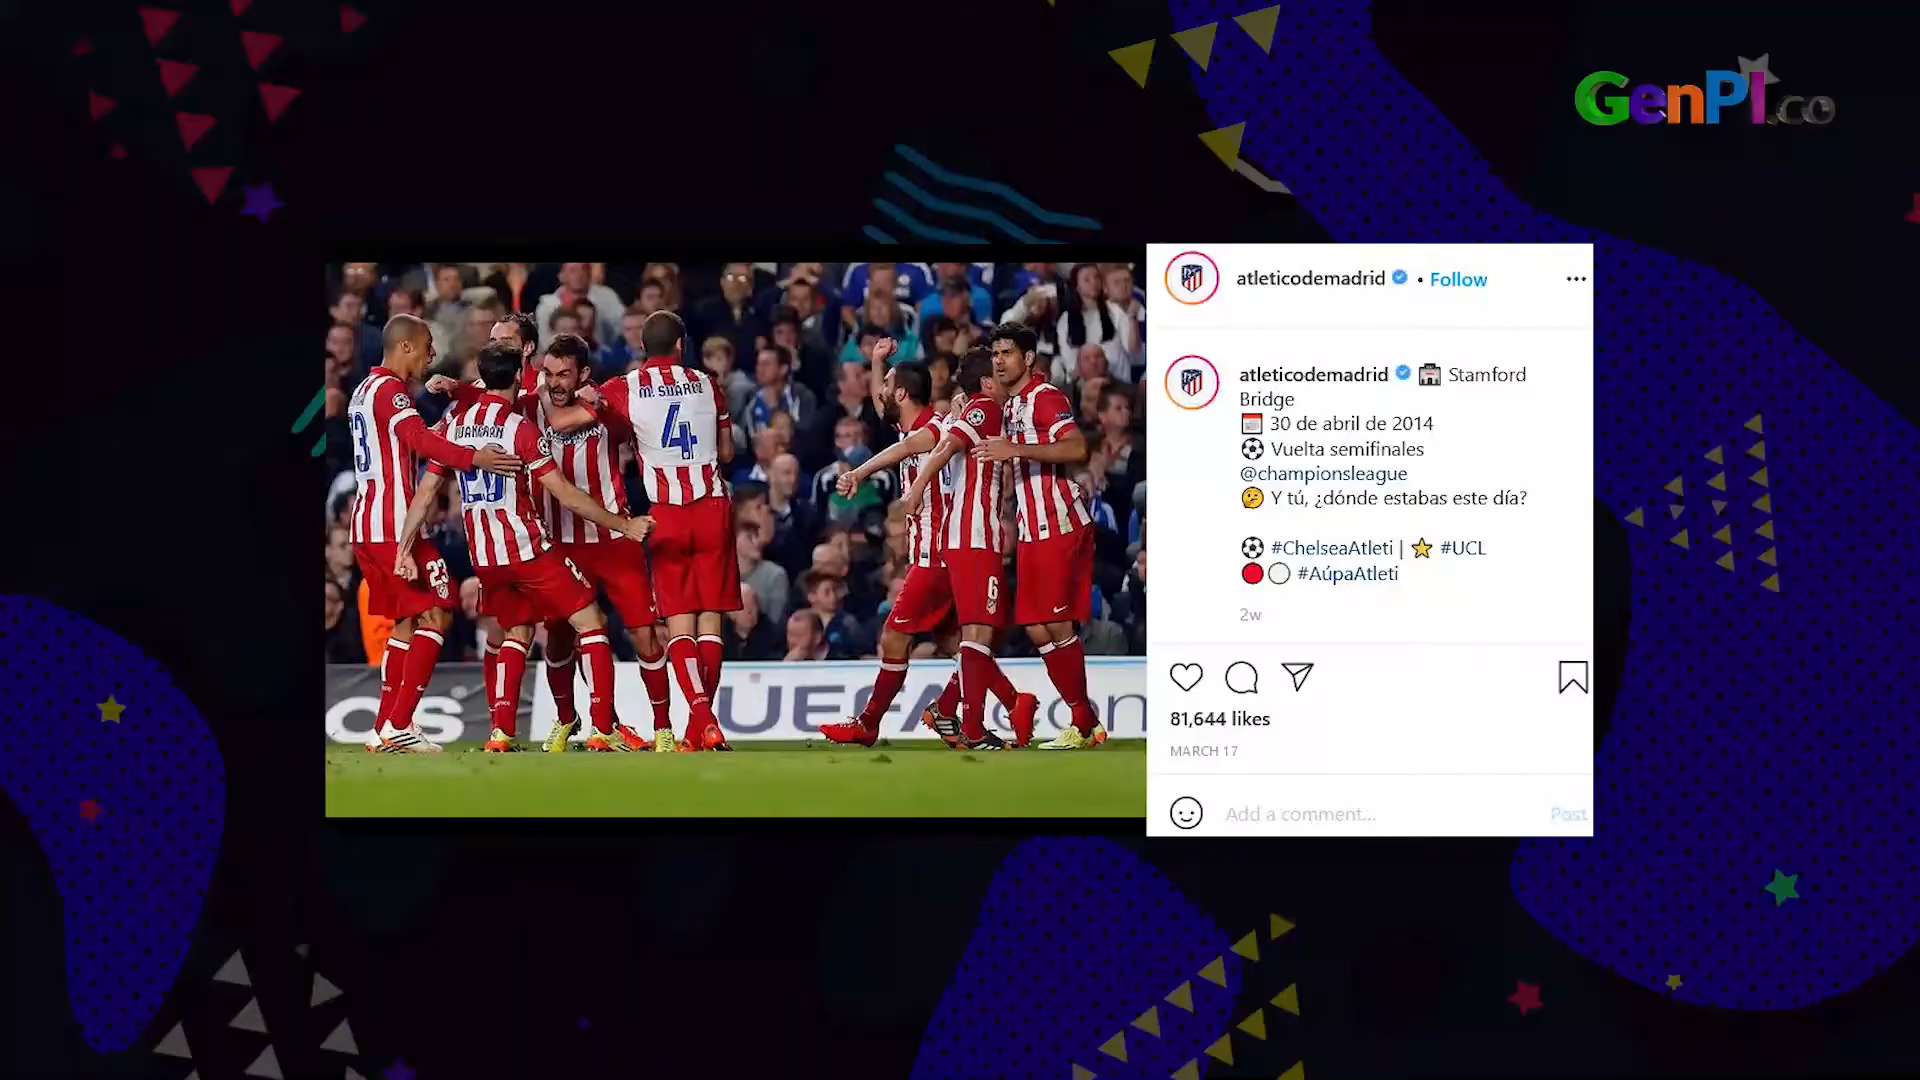 GenPI.co
atleticodemadrid • Follow
atleticodemadrid Stamford
Bridge
30 de abril de 2014
Vuelta semifinales
@championsleague
Y tú, ¿dónde estabas este día?
#ChelseaAtleti | #UCL
#AúpaAtleti
2w
81,644 likes
MARCH 17
Add a comment...
Post
M. SUÁREZ
4
JUANFRAN
20
23
2
6
UEFA.com